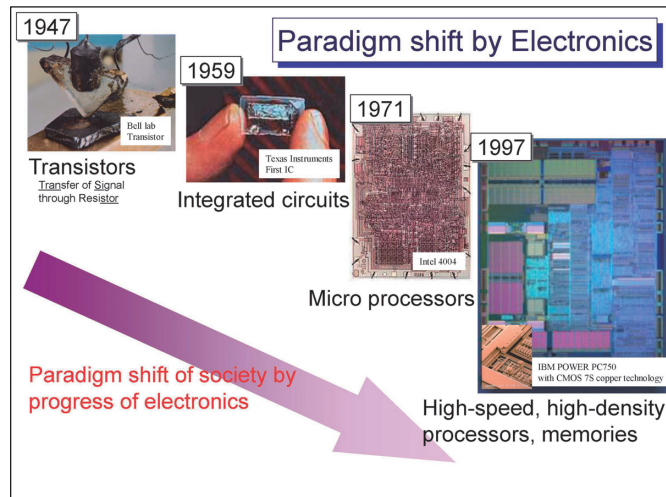 Paradigm shift by Electronics
1947
Bell lab
Transistor
Transistors
Transfer of Signal
through Resistor
1959
Texas Instruments
First IC
Integrated circuits
1971
Intel 4004
Micro processors
1997
IBM POWER PC750
with CMOS 7S copper technology
High-speed, high-density
processors, memories
Paradigm shift of society by
progress of electronics